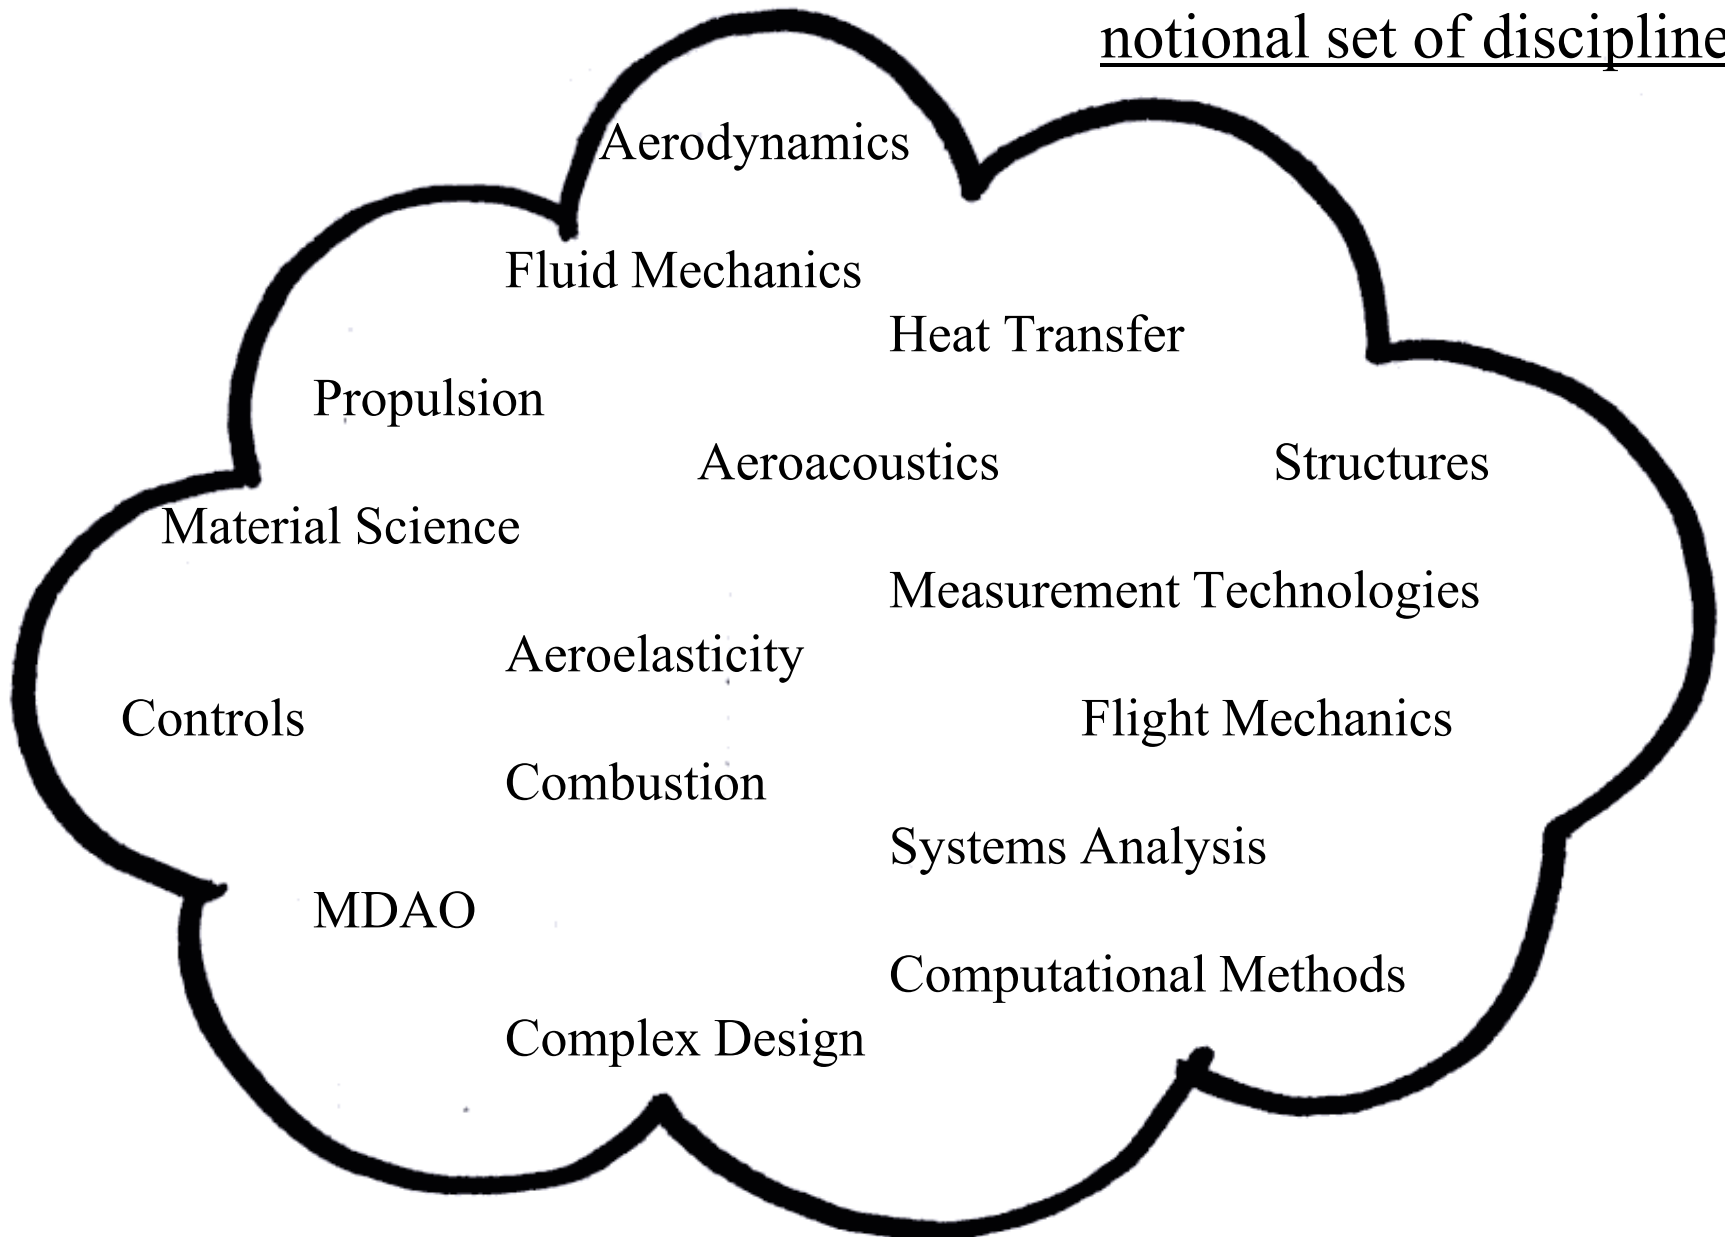 notional set of discipline
Aerodynamics
Fluid Mechanics
Heat Transfer
Propulsion
Aeroacoustics
Structures
Material Science
Measurement Technologies
Aeroelasticity
Controls
Flight Mechanics
Combustion
Systems Analysis
MDAO
Computational Methods
Complex Design